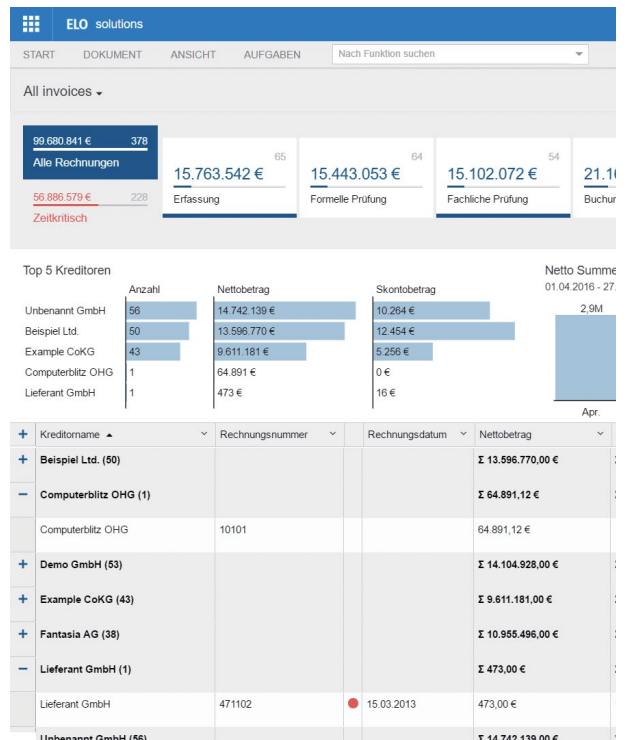 ELO solutions
START DOKUMENT ANSICHT AUFGABEN Nach Funktion suchen
All invoices
99.680.841 € 378
Alle Rechnungen
56.886.579 € 228
Zeitkritisch
65
15.763.542 €
Erfassung
64
15.443.053 €
Formelle Prüfung
54
15.102.072 €
Fachliche Prüfung
Top 5 Kreditoren
Netto Summe
01.04.2016 - 27.
Anzahl Nettobetrag Skontobetrag
Unbenannt GmbH 56 14.742.139 € 10.264 €
Beispiel Ltd. 50 13.596.770 € 12.454 €
Example CoKG 43 9.611.181 € 5.256 €
Computerblitz OHG 1 64.891 € 0 €
Lieferant GmbH 1 473 € 16 €
2,9M
Apr.
+ Kreditorname Rechnungsnummer Rechnungsdatum Nettobetrag
+ Beispiel Ltd. (50) Σ 13.596.770,00 €
− Computerblitz OHG (1) Σ 64.891,12 €
Computerblitz OHG 10101 64.891,12 €
+ Demo GmbH (53) Σ 14.104.928,00 €
+ Example CoKG (43) Σ 9.611.181,00 €
+ Fantasia AG (38) Σ 10.955.496,00 €
− Lieferant GmbH (1) Σ 473,00 €
Lieferant GmbH 471102 15.03.2013 473,00 €
Unbenannt GmbH (56) Σ 14.742.139,00 €